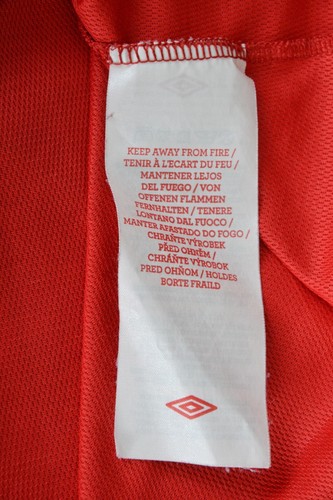 KEEP AWAY FROM FIRE /
TENIR À L'ECART DU FEU /
MANTENER LEJOS
DEL FUEGO / VON
OFFENEN FLAMMEN
FERNHALTEN / TENERE
LONTANO DAL FUOCO /
MANTER AFASTADO DO FOGO /
CHRAŇTE VÝROBEK
PŘED OHNĚM /
CHRÁŇTE VÝROBOK
PRED OHŇOM / HOLDES
BORTE FRAILD